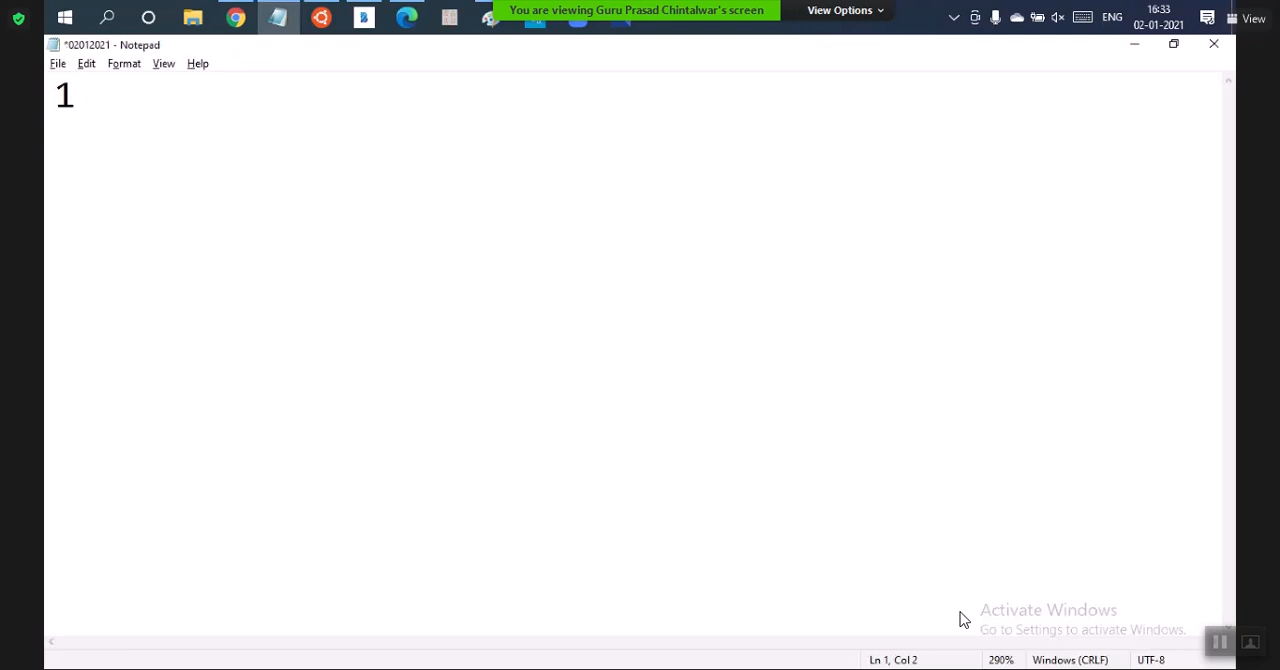 You are viewing Guru Prasad Chintalwar's screen
View Options
ENG
16:33
02-01-2021
View
*02012021 - Notepad
File Edit Format View Help
1
Activate Windows
Go to Settings to activate Windows.
Ln 1, Col 2
290%
Windows (CRLF)
UTF-8